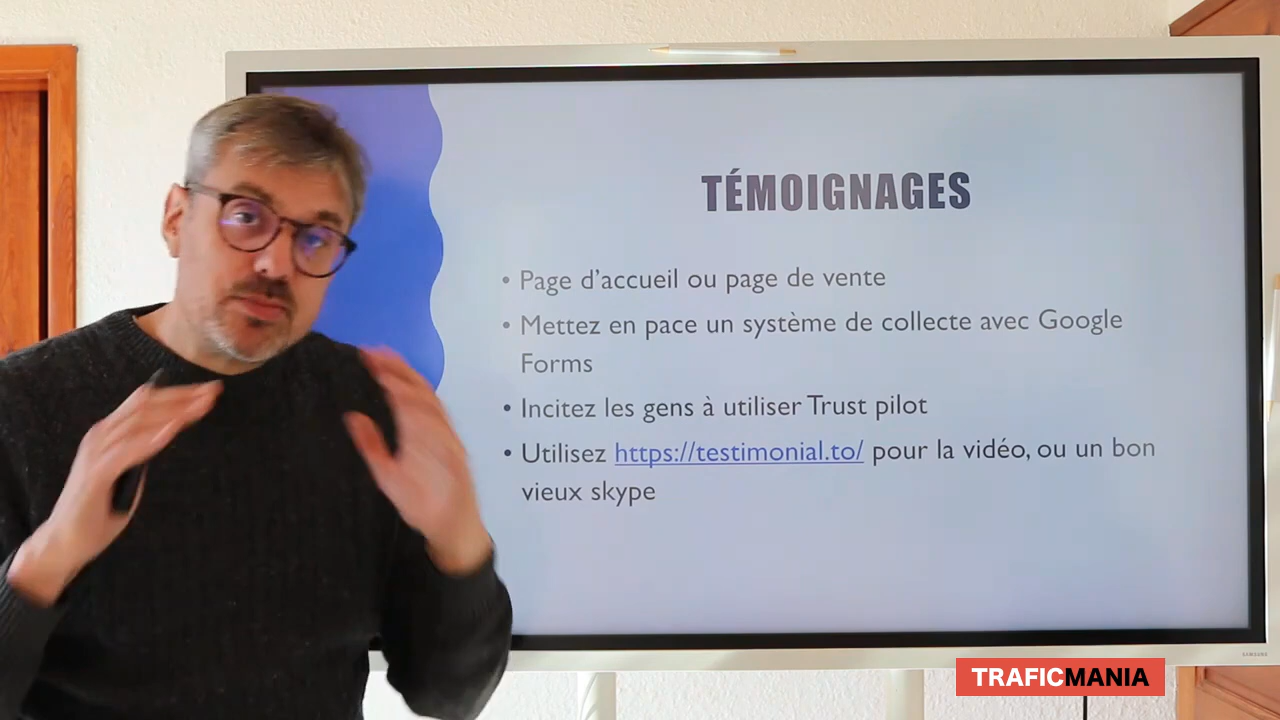 TÉMOIGNAGES
• Page d'accueil ou page de vente
• Mettez en pace un système de collecte avec Google
Forms
• Incitez les gens à utiliser Trust pilot
• Utilisez https://testimonial.to/ pour la vidéo, ou un bon
vieux skype
SAMSUNG
TRAFICMANIA